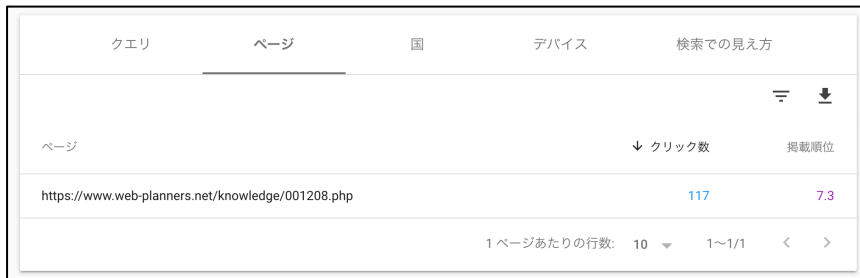 クエリ ページ 国 デバイス 検索での見え方
ページ クリック数 掲載順位
https://www.web-planners.net/knowledge/001208.php 117 7.3
1 ページあたりの行数: 10 1～1/1